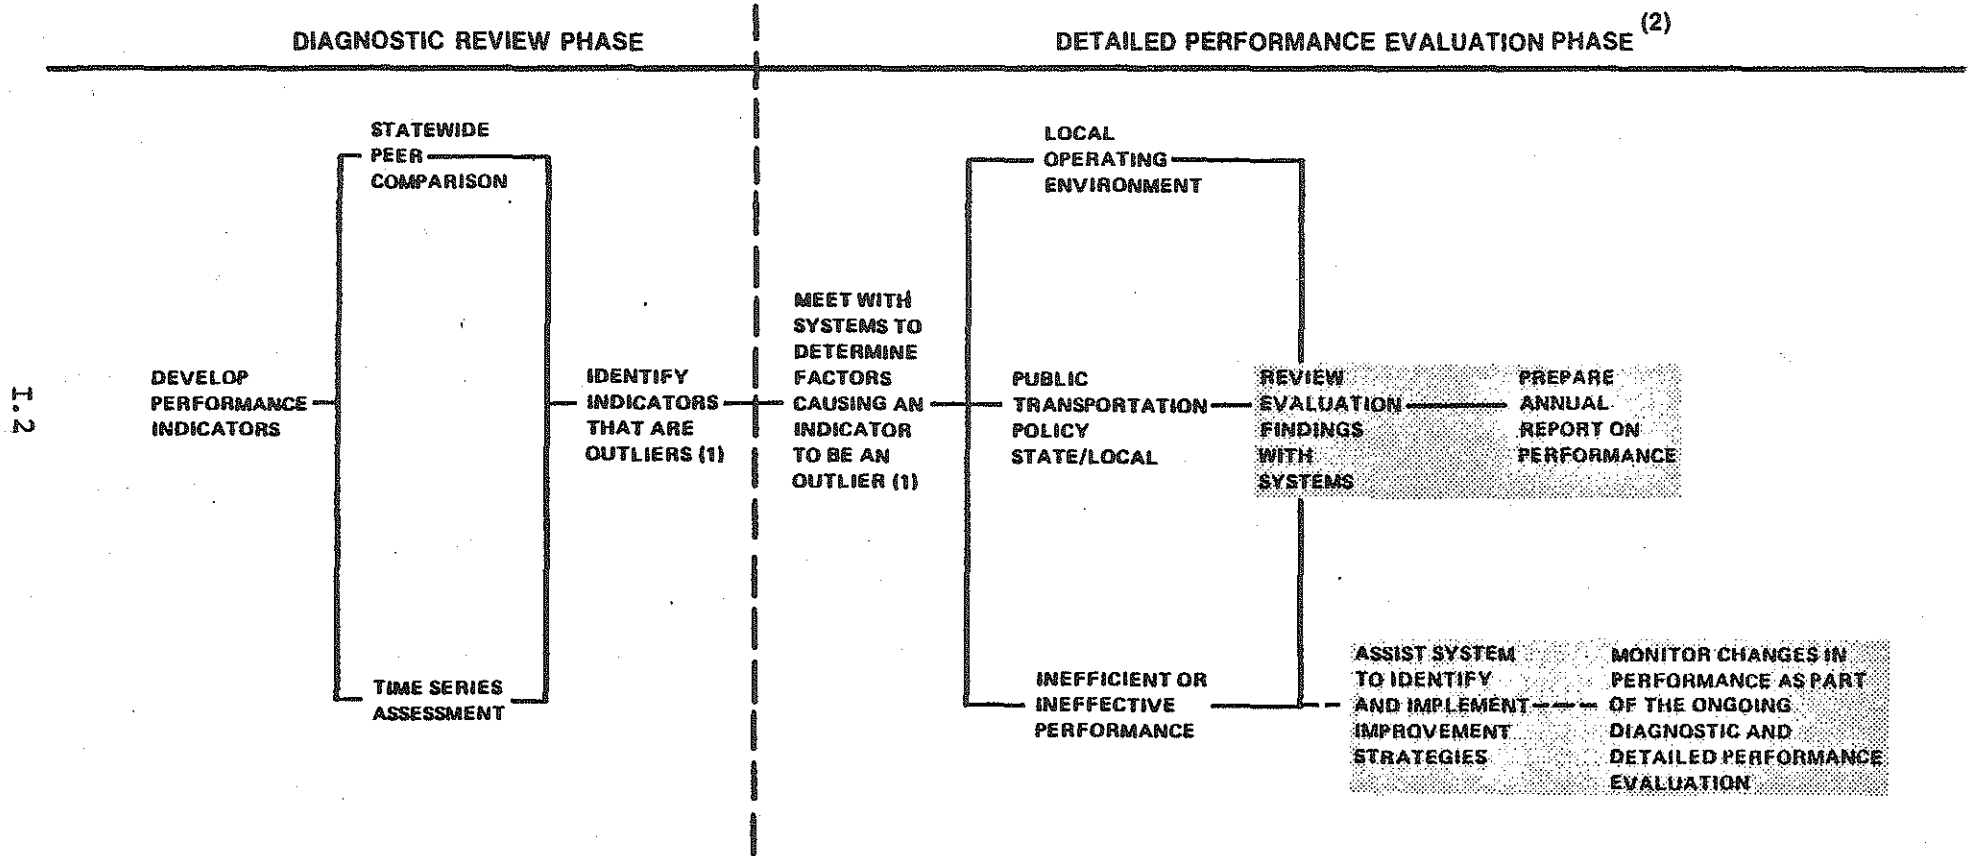 DIAGNOSTIC REVIEW PHASE
DETAILED PERFORMANCE EVALUATION PHASE (2)
I.2
DEVELOP
PERFORMANCE
INDICATORS
STATEWIDE
PEER
COMPARISON
TIME SERIES
ASSESSMENT
IDENTIFY
INDICATORS
THAT ARE
OUTLIERS (1)
MEET WITH
SYSTEMS TO
DETERMINE
FACTORS
CAUSING AN
INDICATOR
TO BE AN
OUTLIER (1)
LOCAL
OPERATING
ENVIRONMENT
PUBLIC
TRANSPORTATION
POLICY
STATE/LOCAL
INEFFICIENT OR
INEFFECTIVE
PERFORMANCE
REVIEW
EVALUATION
FINDINGS
WITH
SYSTEMS
PREPARE
ANNUAL
REPORT ON
PERFORMANCE
ASSIST SYSTEM
TO IDENTIFY
AND IMPLEMENT
IMPROVEMENT
STRATEGIES
MONITOR CHANGES IN
PERFORMANCE AS PART
OF THE ONGOING
DIAGNOSTIC AND
DETAILED PERFORMANCE
EVALUATION